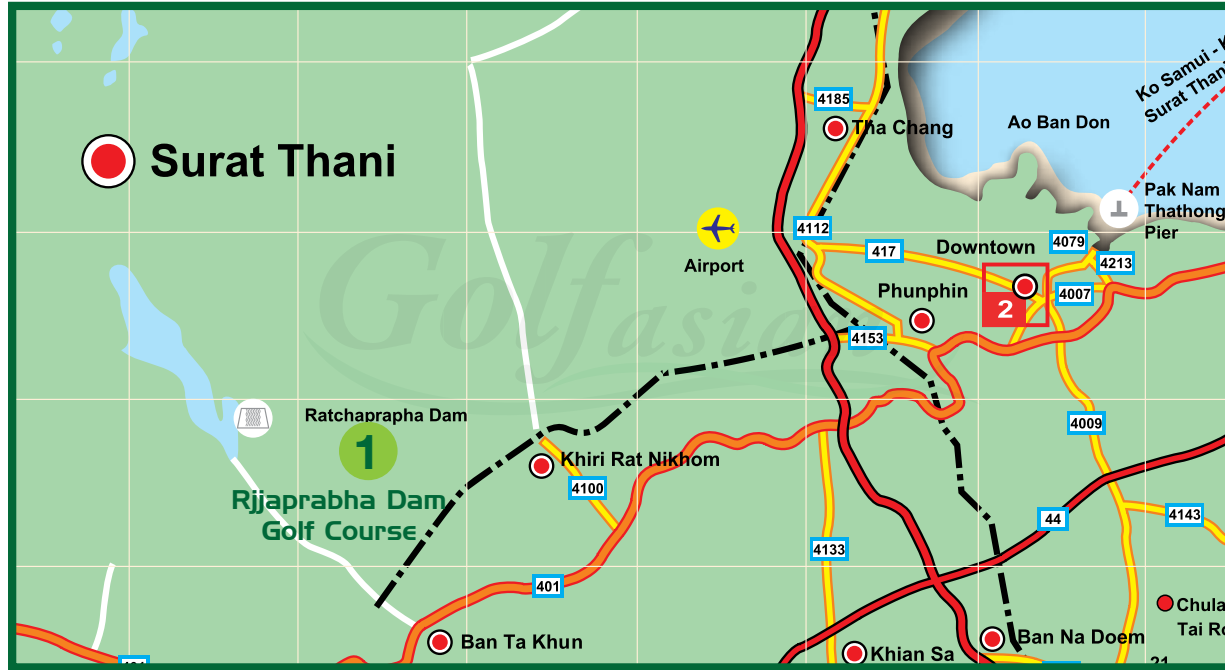 Ko Samui - K
Surat Than
4185
Tha Chang
Ao Ban Don
Surat Thani
Pak Nam
Thathong
Pier
4112
417
Downtown
4079
4213
Airport
Golf
asian
Phunphin
4007
2
4153
Ratchaprapha Dam
1
4009
Khiri Rat Nikhom
4100
Rjjaprabha Dam
Golf Course
44
4143
4133
401
Chula
Tai Ro
Ban Ta Khun
Ban Na Doem
Khian Sa